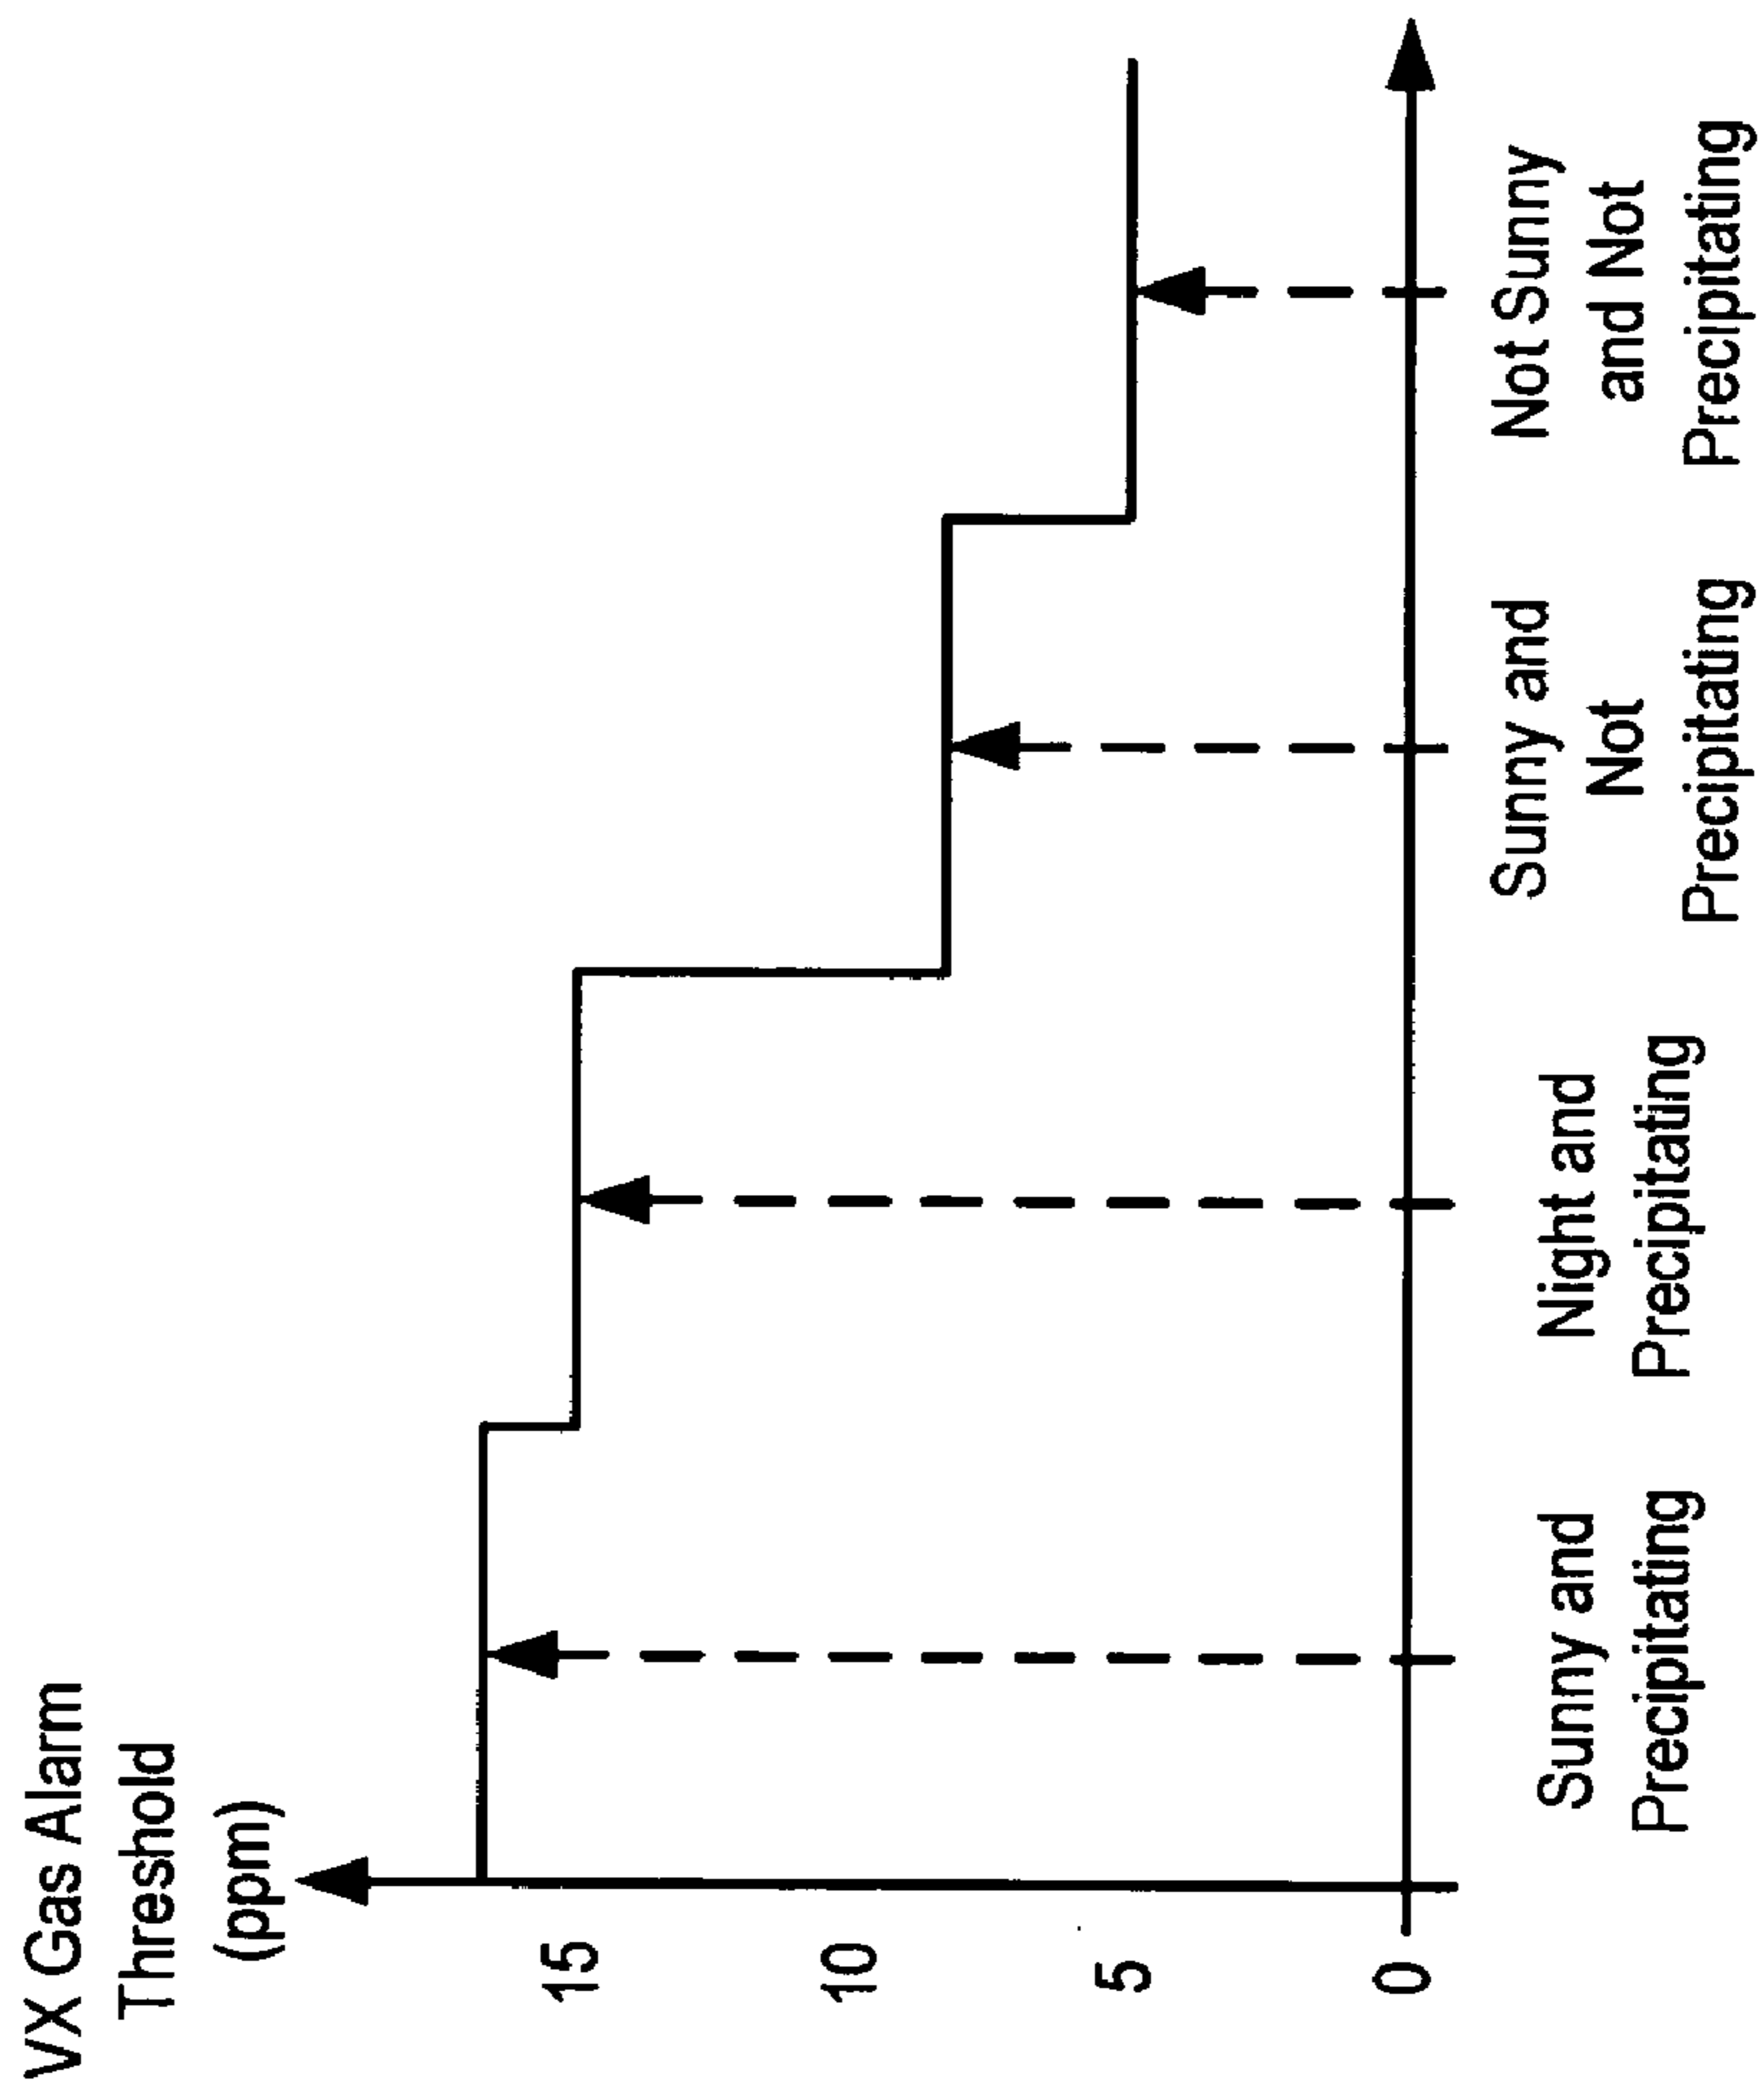 VX Gas Alarm
Threshold
(ppm)
15
10
5
0
Sunny and
Precipitating
Night and
Precipitating
Sunny and
Not
Precipitating
Not Sunny
and Not
Precipitating